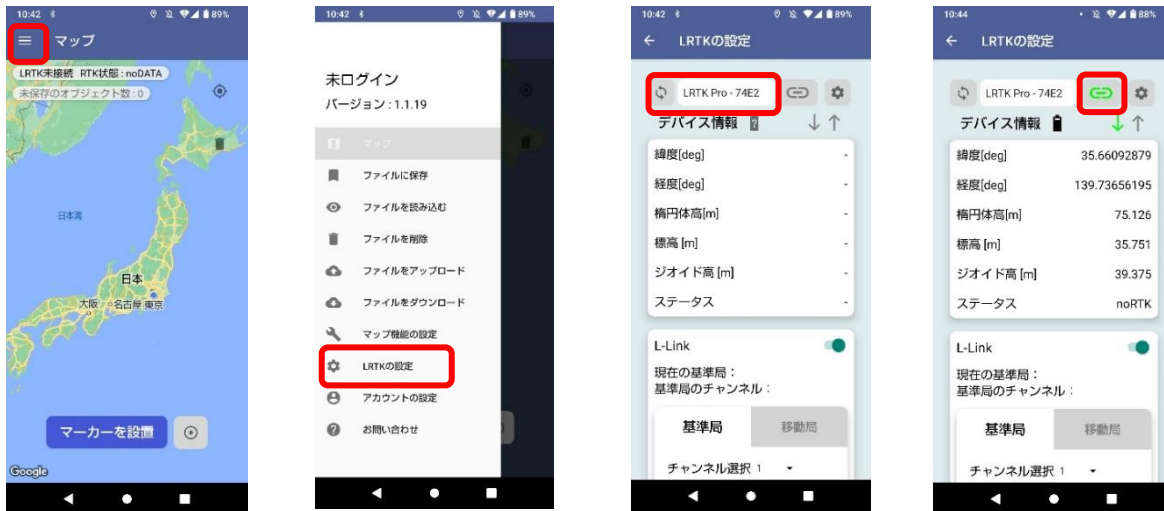 10:42
89%
マップ
LRTK未接続 RTK状態 : noDATA
未保存のオブジェクト数 : 0
日本海
日本
大阪
名古屋
東京
マーカーを設置
Google
10:42
89%
未ログイン
バージョン : 1.1.19
マップ
ファイルに保存
ファイルを読み込む
ファイルを削除
ファイルをアップロード
ファイルをダウンロード
マップ機能の設定
LRTKの設定
アカウントの設定
お問い合わせ
10:42
89%
LRTKの設定
LRTK Pro - 74E2
デバイス情報
緯度[deg] -
経度[deg] -
楕円体高[m] -
標高 [m] -
ジオイド高 [m] -
ステータス -
L-Link
現在の基準局：
基準局のチャンネル：
基準局 移動局
チャンネル選択 1
10:44
88%
LRTKの設定
LRTK Pro - 74E2
デバイス情報
緯度[deg] 35.66092879
経度[deg] 139.73656195
楕円体高[m] 75.126
標高 [m] 35.751
ジオイド高 [m] 39.375
ステータス noRTK
L-Link
現在の基準局：
基準局のチャンネル：
基準局 移動局
チャンネル選択 1